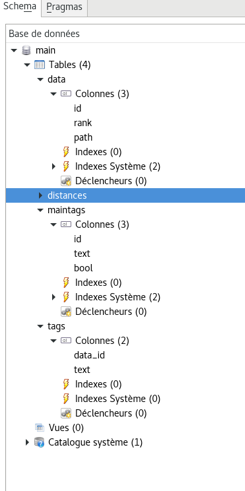 Schema Pragmas
Base de données
main
Tables (4)
data
Colonnes (3)
id
rank
path
Indexes (0)
Indexes Système (2)
Déclencheurs (0)
distances
maintags
Colonnes (3)
id
text
bool
Indexes (0)
Indexes Système (2)
Déclencheurs (0)
tags
Colonnes (2)
data_id
text
Indexes (0)
Indexes Système (0)
Déclencheurs (0)
Vues (0)
Catalogue système (1)